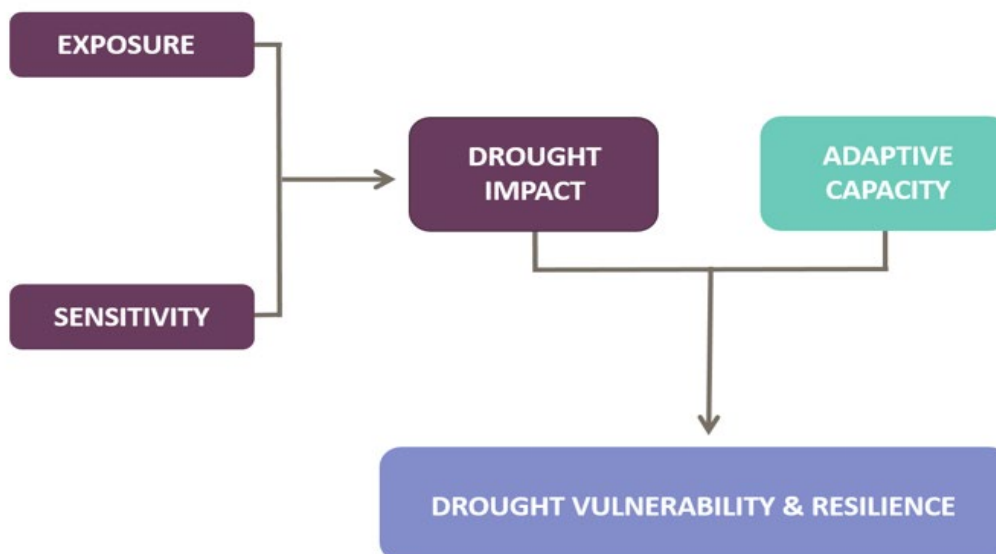 EXPOSURE
DROUGHT
IMPACT
ADAPTIVE
CAPACITY
SENSITIVITY
DROUGHT VULNERABILITY & RESILIENCE